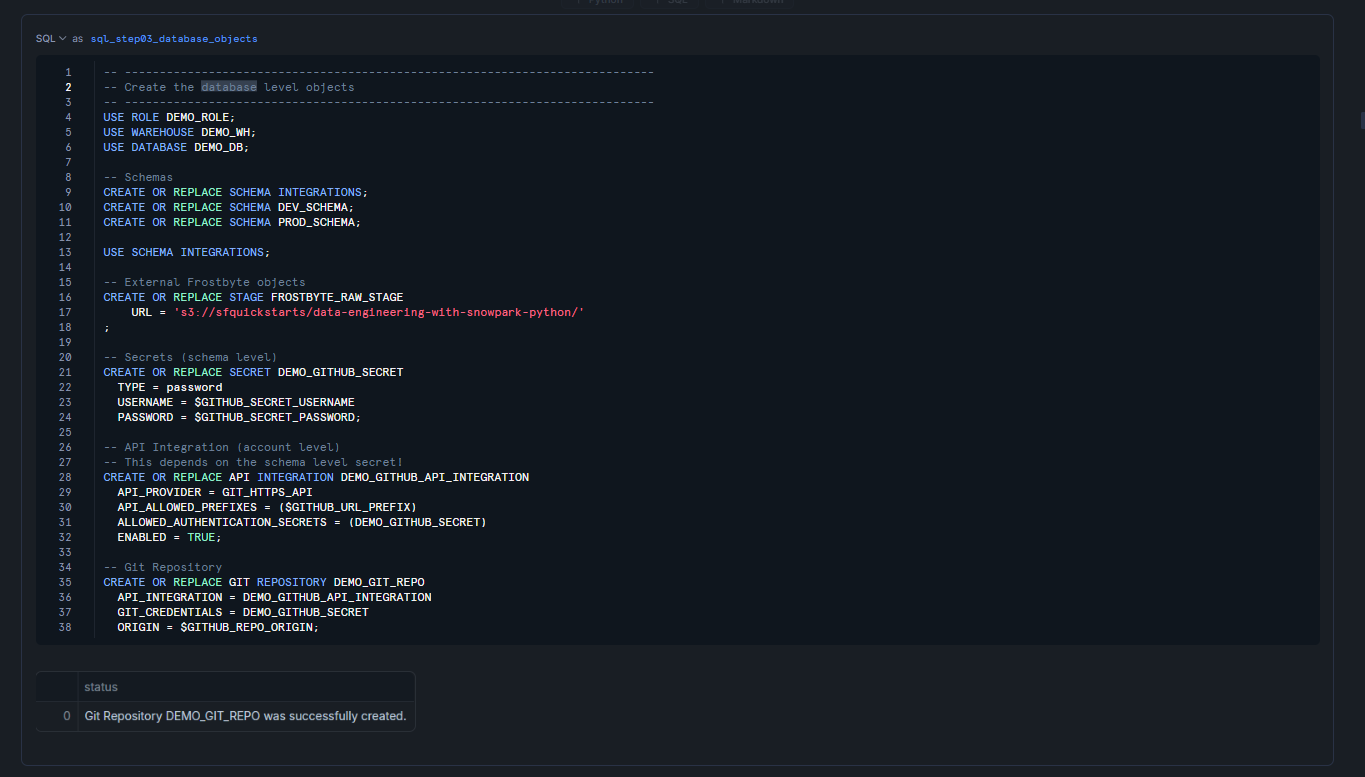 Python SQL Markdown
SQL as sql_step03_database_objects
1 -- ----------------------------------------------------------------------------
2 -- Create the database level objects
3 -- ----------------------------------------------------------------------------
4 USE ROLE DEMO_ROLE;
5 USE WAREHOUSE DEMO_WH;
6 USE DATABASE DEMO_DB;
7
8 -- Schemas
9 CREATE OR REPLACE SCHEMA INTEGRATIONS;
10 CREATE OR REPLACE SCHEMA DEV_SCHEMA;
11 CREATE OR REPLACE SCHEMA PROD_SCHEMA;
12
13 USE SCHEMA INTEGRATIONS;
14
15 -- External Frostbyte objects
16 CREATE OR REPLACE STAGE FROSTBYTE_RAW_STAGE
17 URL = 's3://sfquickstarts/data-engineering-with-snowpark-python/'
18 ;
19
20 -- Secrets (schema level)
21 CREATE OR REPLACE SECRET DEMO_GITHUB_SECRET
22 TYPE = password
23 USERNAME = $GITHUB_SECRET_USERNAME
24 PASSWORD = $GITHUB_SECRET_PASSWORD;
25
26 -- API Integration (account level)
27 -- This depends on the schema level secret!
28 CREATE OR REPLACE API INTEGRATION DEMO_GITHUB_API_INTEGRATION
29 API_PROVIDER = GIT_HTTPS_API
30 API_ALLOWED_PREFIXES = ($GITHUB_URL_PREFIX)
31 ALLOWED_AUTHENTICATION_SECRETS = (DEMO_GITHUB_SECRET)
32 ENABLED = TRUE;
33
34 -- Git Repository
35 CREATE OR REPLACE GIT REPOSITORY DEMO_GIT_REPO
36 API_INTEGRATION = DEMO_GITHUB_API_INTEGRATION
37 GIT_CREDENTIALS = DEMO_GITHUB_SECRET
38 ORIGIN = $GITHUB_REPO_ORIGIN;
status
0 Git Repository DEMO_GIT_REPO was successfully created.